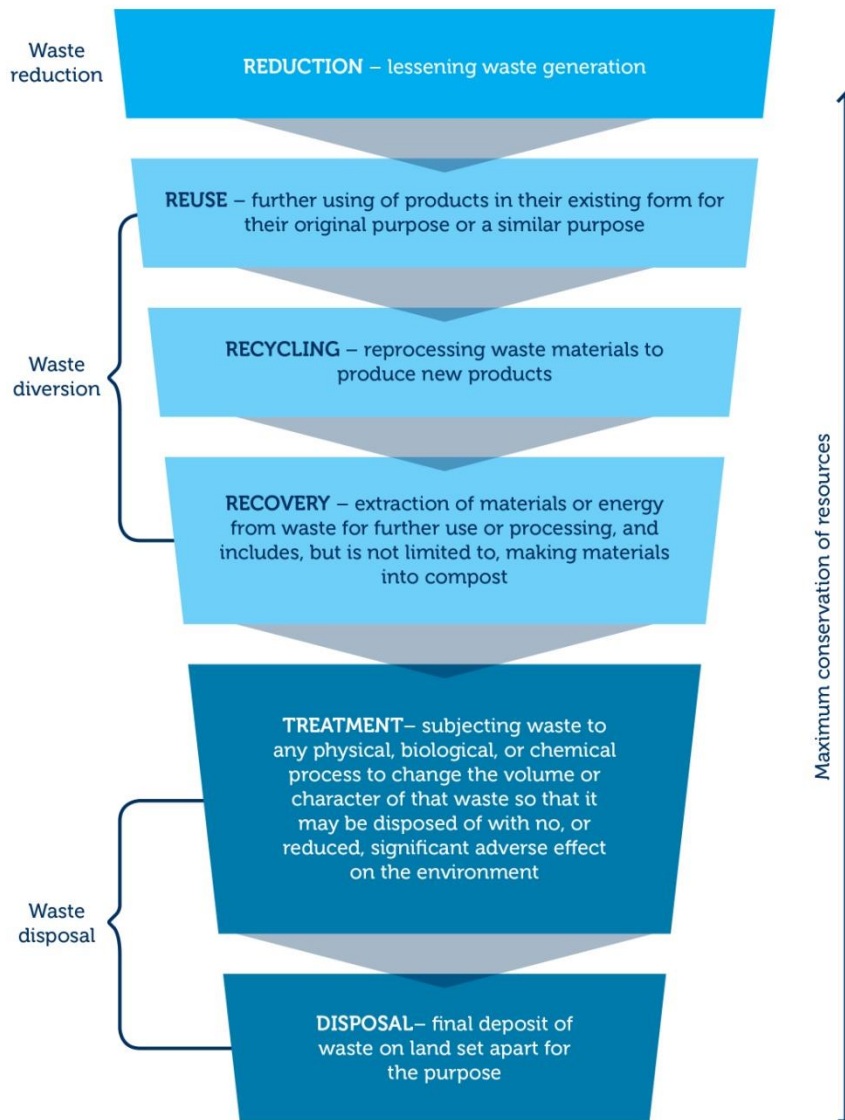 Waste
reduction
REDUCTION – lessening waste generation
REUSE – further using of products in their existing form for
their original purpose or a similar purpose
RECYCLING – reprocessing waste materials to
produce new products
Waste
diversion
RECOVERY – extraction of materials or energy
from waste for further use or processing, and
includes, but is not limited to, making materials
into compost
TREATMENT– subjecting waste to
any physical, biological, or chemical
process to change the volume or
character of that waste so that it
may be disposed of with no, or
reduced, significant adverse effect
on the environment
Waste
disposal
DISPOSAL– final deposit of
waste on land set apart for
the purpose
Maximum conservation of resources